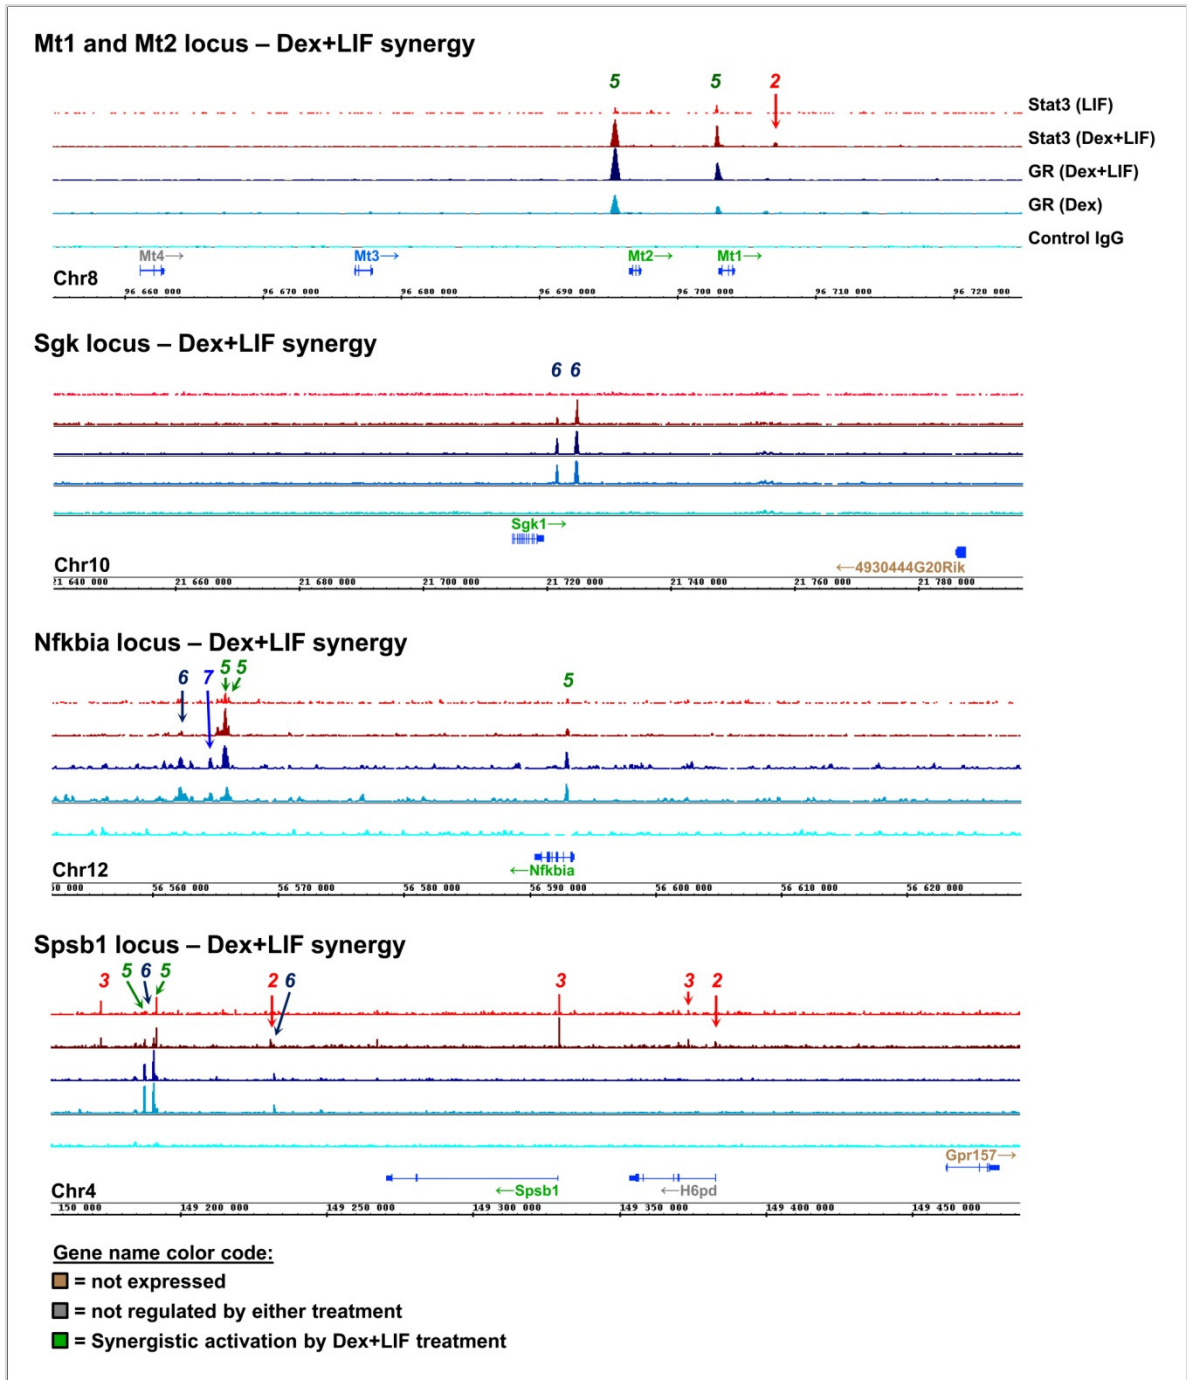 Mt1 and Mt2 locus – Dex+LIF synergy
5 5 2
Stat3 (LIF)
Stat3 (Dex+LIF)
GR (Dex+LIF)
GR (Dex)
Control IgG
Mt4→ Mt3→ Mt2→ Mt1→
Chr8
96 660 000 96 670 000 96 680 000 96 690 000 96 700 000 96 710 000 96 720 000
Sgk locus – Dex+LIF synergy
6 6
Sgk1→
Chr10 ←4930444G20Rik
21 640 000 21 660 000 21 680 000 21 700 000 21 720 000 21 740 000 21 760 000 21 780 000
Nfkbia locus – Dex+LIF synergy
6 7 5 5 5
Chr12 ←Nfkbia
50 000 56 560 000 56 570 000 56 580 000 56 590 000 56 600 000 56 610 000 56 620 000
Spsb1 locus – Dex+LIF synergy
3 5 6 5 2 6 3 3 2
Gpr157→
Chr4 ←Spsb1 ←H6pd
150 000 149 200 000 149 250 000 149 300 000 149 350 000 149 400 000 149 450 000
Gene name color code:
= not expressed
= not regulated by either treatment
= Synergistic activation by Dex+LIF treatment